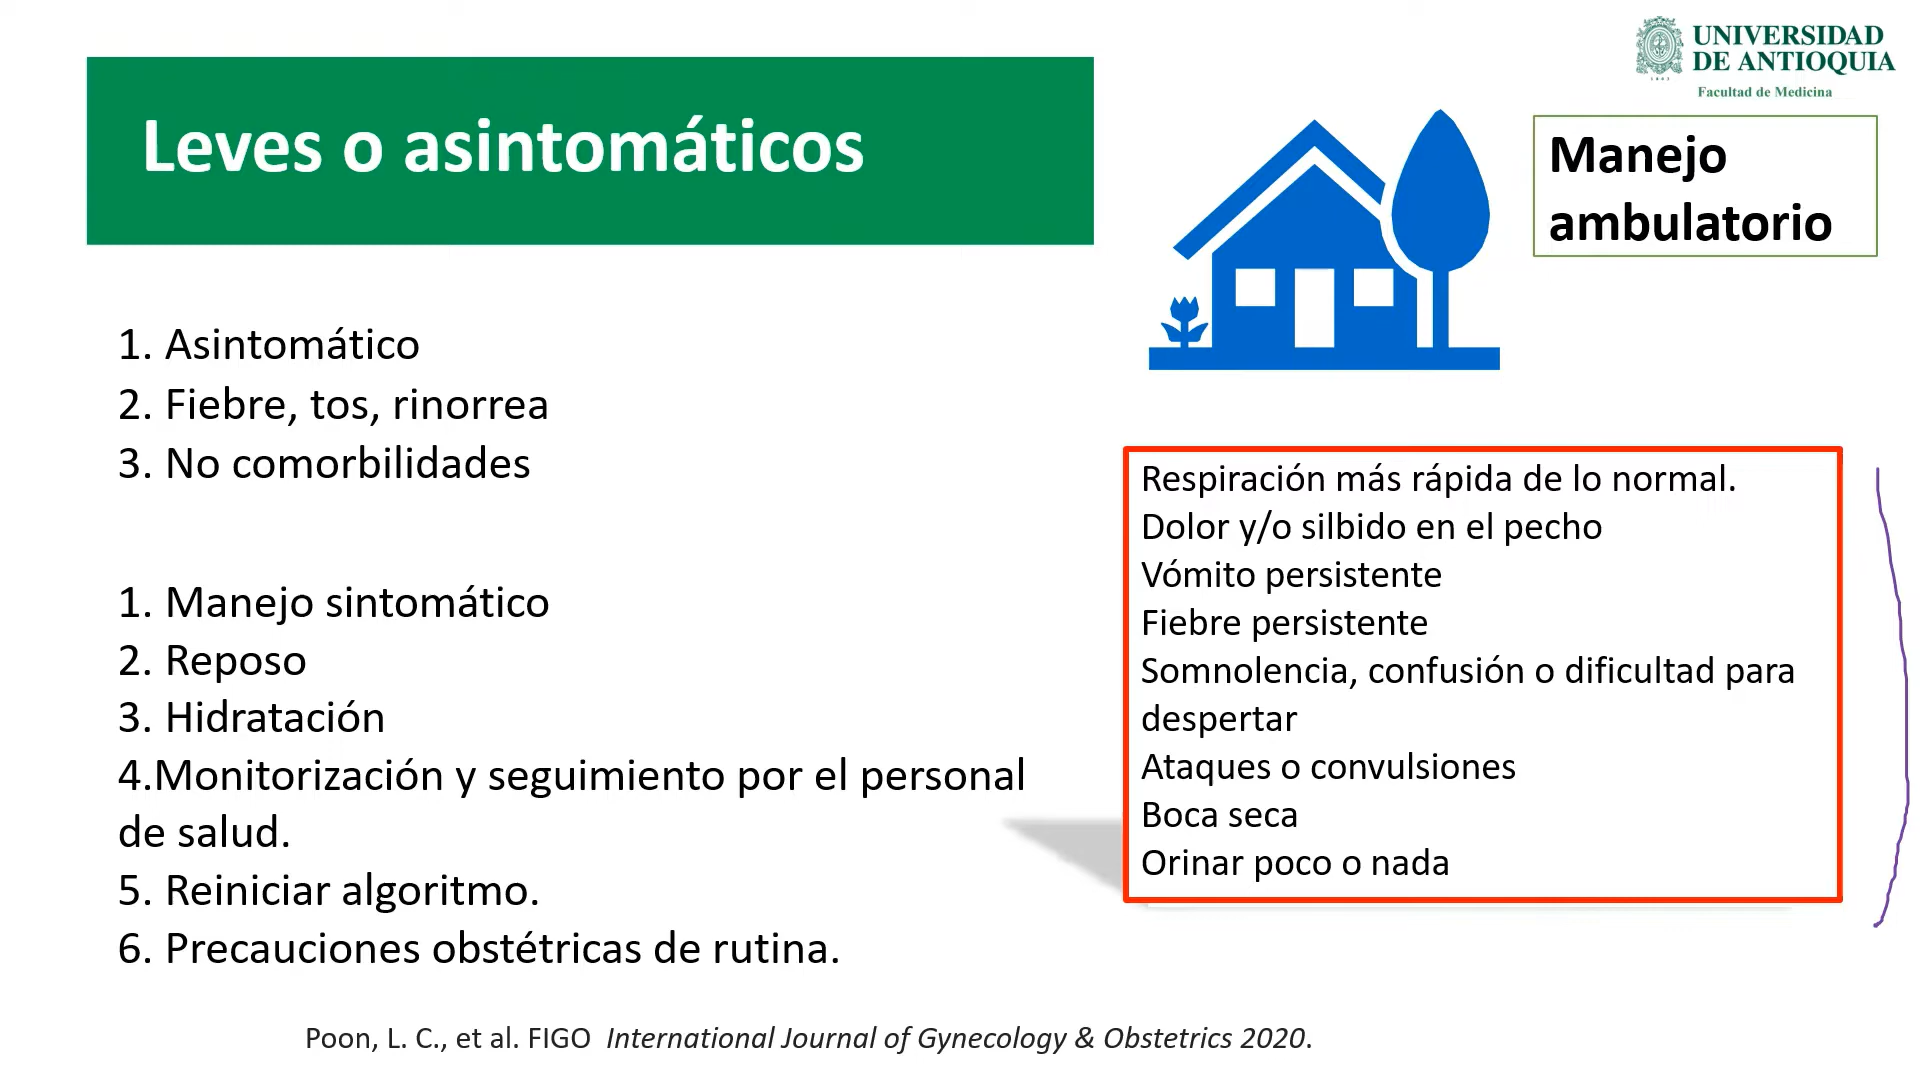 UNIVERSIDAD
DE ANTIOQUIA
1803
Facultad de Medicina
Leves o asintomáticos
Manejo
ambulatorio
1. Asintomático
2. Fiebre, tos, rinorrea
3. No comorbilidades
1. Manejo sintomático
2. Reposo
3. Hidratación
4.Monitorización y seguimiento por el personal
de salud.
5. Reiniciar algoritmo.
6. Precauciones obstétricas de rutina.
Respiración más rápida de lo normal.
Dolor y/o silbido en el pecho
Vómito persistente
Fiebre persistente
Somnolencia, confusión o dificultad para
despertar
Ataques o convulsiones
Boca seca
Orinar poco o nada
Poon, L. C., et al. FIGO International Journal of Gynecology & Obstetrics 2020.